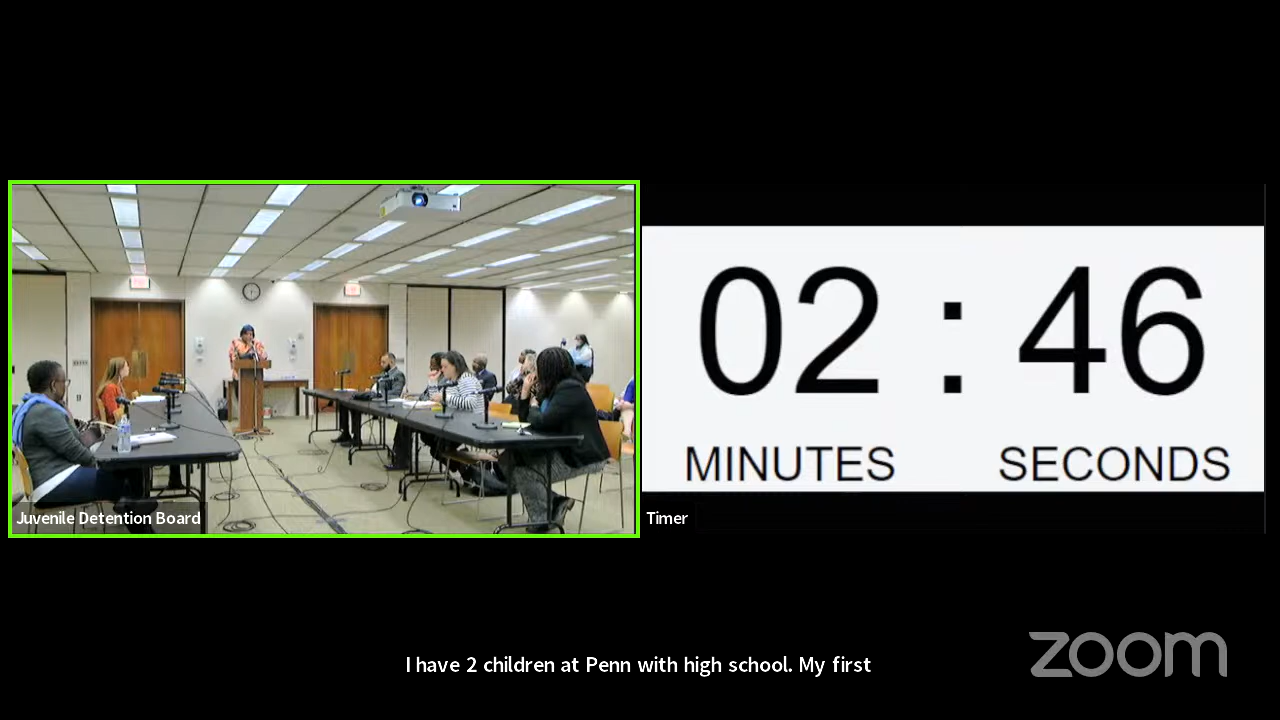 02 : 46
MINUTES SECONDS
Juvenile Detention Board
Timer
I have 2 children at Penn with high school. My first
zoom